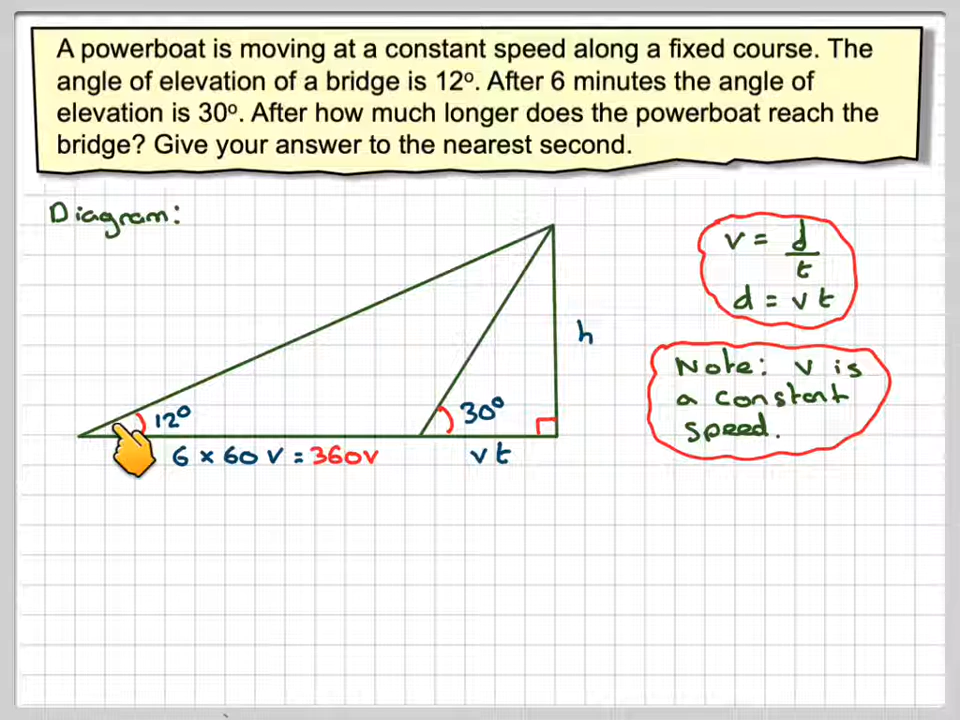 A powerboat is moving at a constant speed along a fixed course. The
angle of elevation of a bridge is 12°. After 6 minutes the angle of
elevation is 30°. After how much longer does the powerboat reach the
bridge? Give your answer to the nearest second.
Diagram:
v = d/t
d = v t
h
Note: v is
a constant
speed.
12°
30°
6 × 60 v = 360v
v t